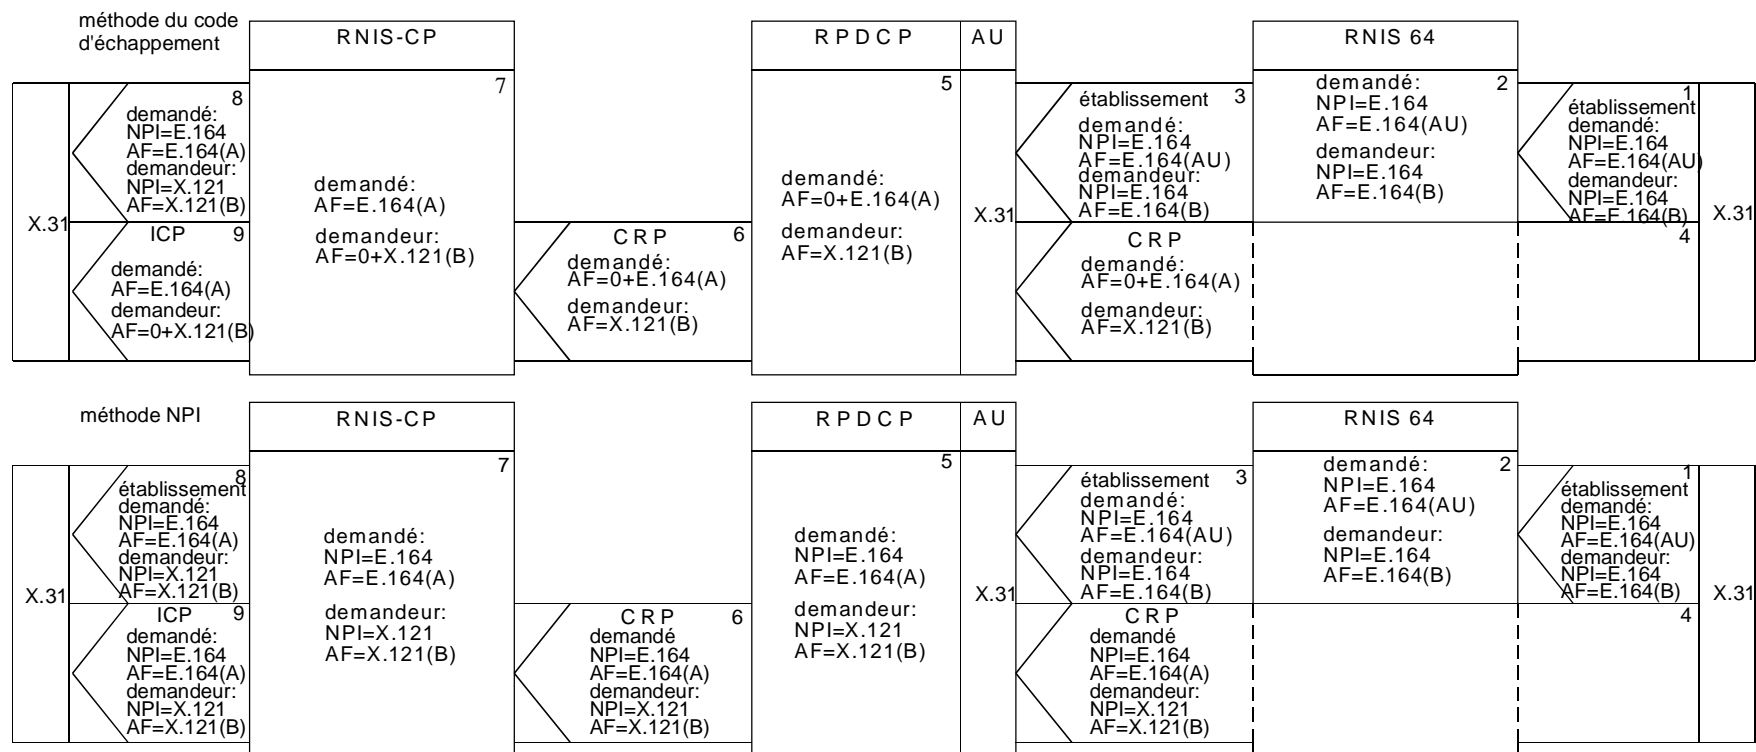 méthode du code
d'échappement
RNIS-CP
RPDCP
AU
RNIS 64
X.31
8
demandé:
NPI=E.164
AF=E.164(A)
demandeur:
NPI=X.121
AF=X.121(B)
ICP 9
demandé:
AF=E.164(A)
demandeur:
AF=0+X.121(B)
7
demandé:
AF=E.164(A)
demandeur:
AF=0+X.121(B)
CRP 6
demandé:
AF=0+E.164(A)
demandeur:
AF=X.121(B)
5
demandé:
AF=0+E.164(A)
demandeur:
AF=X.121(B)
X.31
établissement 3
demandé:
NPI=E.164
AF=E.164(AU)
demandeur:
NPI=E.164
AF=E.164(B)
CRP
demandé:
AF=0+E.164(A)
demandeur:
AF=X.121(B)
demandé: 2
NPI=E.164
AF=E.164(AU)
demandeur:
NPI=E.164
AF=E.164(B)
1
établissement
demandé:
NPI=E.164
AF=E.164(AU)
demandeur:
NPI=E.164
AF=E.164(B)
4
X.31
méthode NPI
RNIS-CP
RPDCP
AU
RNIS 64
X.31
8
établissement
demandé:
NPI=E.164
AF=E.164(A)
demandeur:
NPI=X.121
AF=X.121(B)
ICP 9
demandé:
NPI=E.164
AF=E.164(A)
demandeur:
NPI=X.121
AF=X.121(B)
7
demandé:
NPI=E.164
AF=E.164(A)
demandeur:
NPI=X.121
AF=X.121(B)
CRP 6
demandé
NPI=E.164
AF=E.164(A)
demandeur:
NPI=X.121
AF=X.121(B)
5
demandé:
NPI=E.164
AF=E.164(A)
demandeur:
NPI=X.121
AF=X.121(B)
X.31
établissement 3
demandé:
NPI=E.164
AF=E.164(AU)
demandeur:
NPI=E.164
AF=E.164(B)
CRP
demandé
NPI=E.164
AF=E.164(A)
demandeur:
NPI=X.121
AF=X.121(B)
demandé: 2
NPI=E.164
AF=E.164(AU)
demandeur:
NPI=E.164
AF=E.164(B)
1
établissement
demandé:
NPI=E.164
AF=E.164(AU)
demandeur:
NPI=E.164
AF=E.164(B)
4
X.31